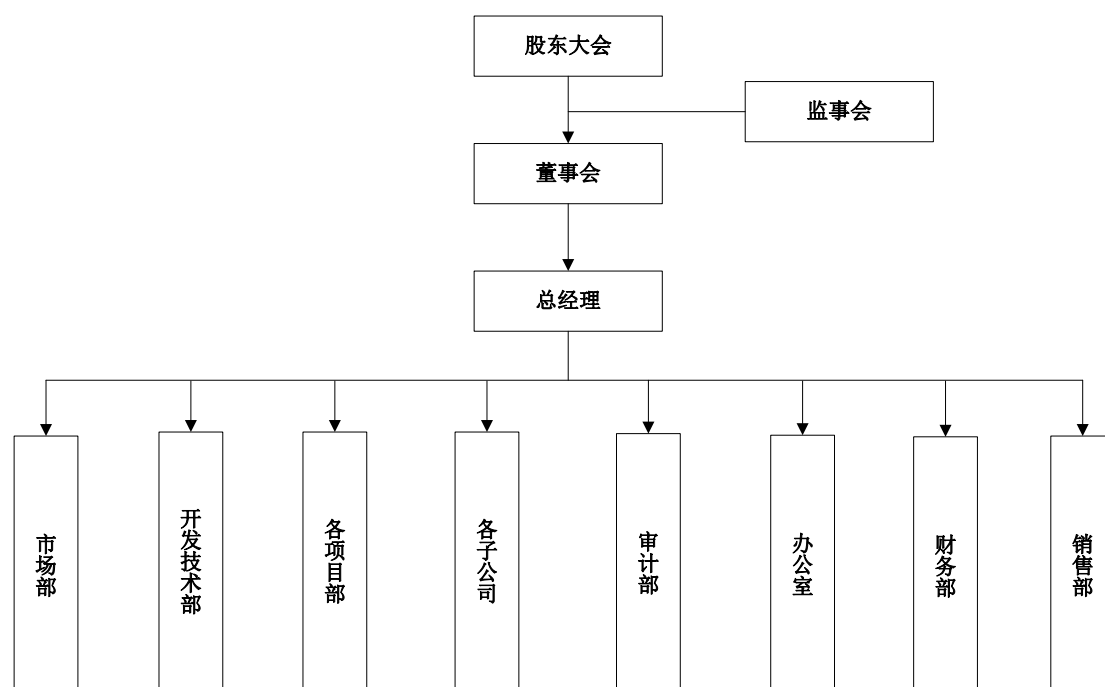 股东大会
监事会
董事会
总经理
市场部
开发技术部
各项目部
各子公司
审计部
办公室
财务部
销售部